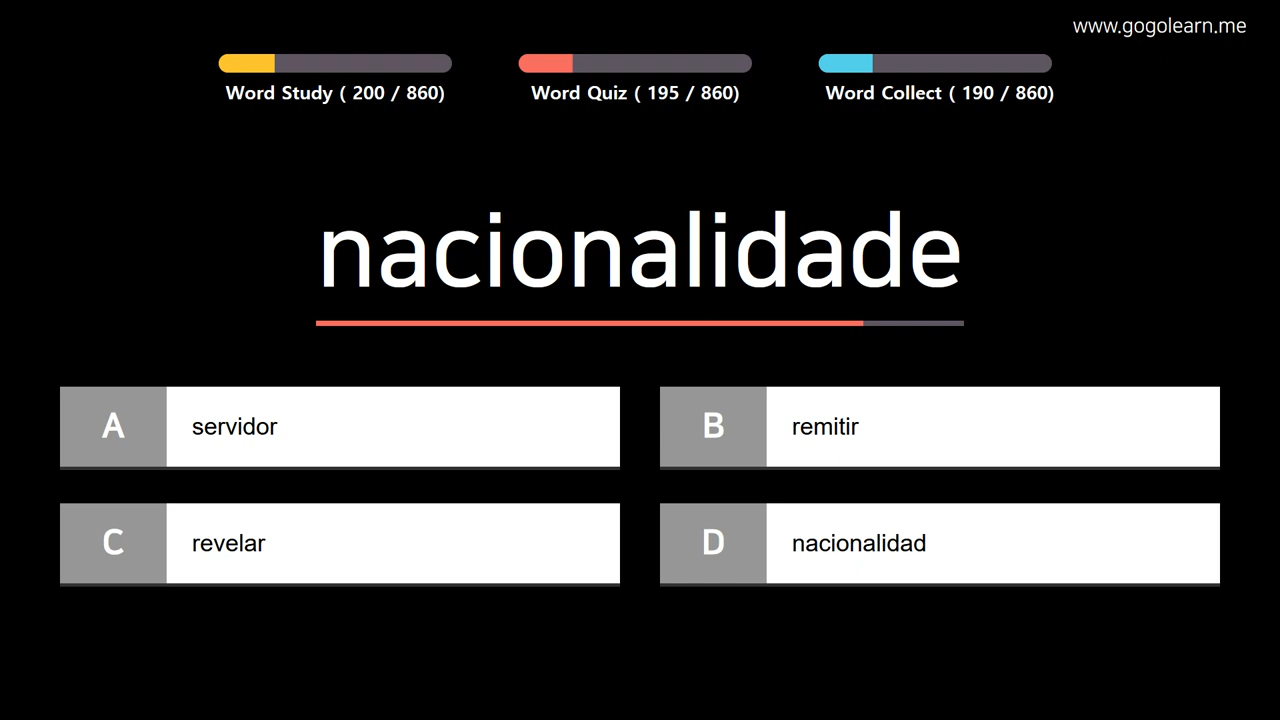 www.gogolearn.me
Word Study ( 200 / 860)
Word Quiz ( 195 / 860)
Word Collect ( 190 / 860)
nacionalidade
A servidor
B remitir
C revelar
D nacionalidad